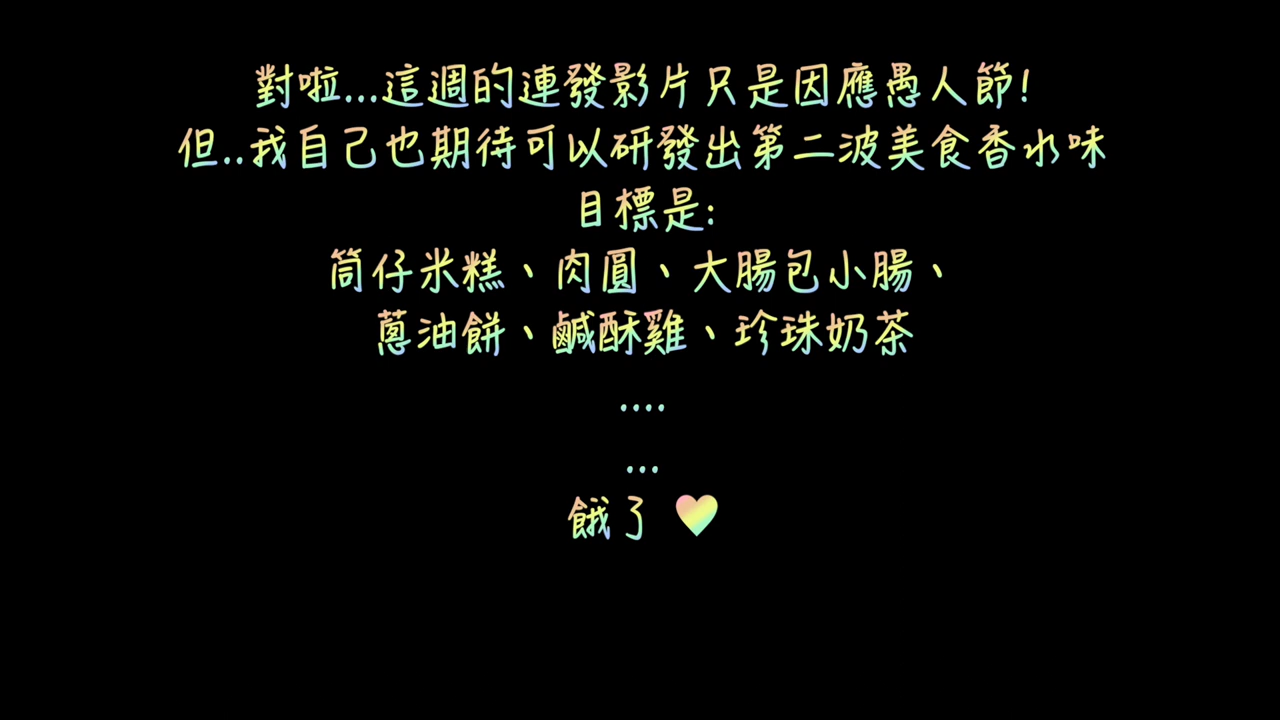 對啦...這週的連發影片只是因應愚人節!
但..我自己也期待可以研發出第二波美食香水味
目標是:
筒仔米糕、肉圓、大腸包小腸、
蔥油餅、鹹酥雞、珍珠奶茶
....
...
餓了 ♥